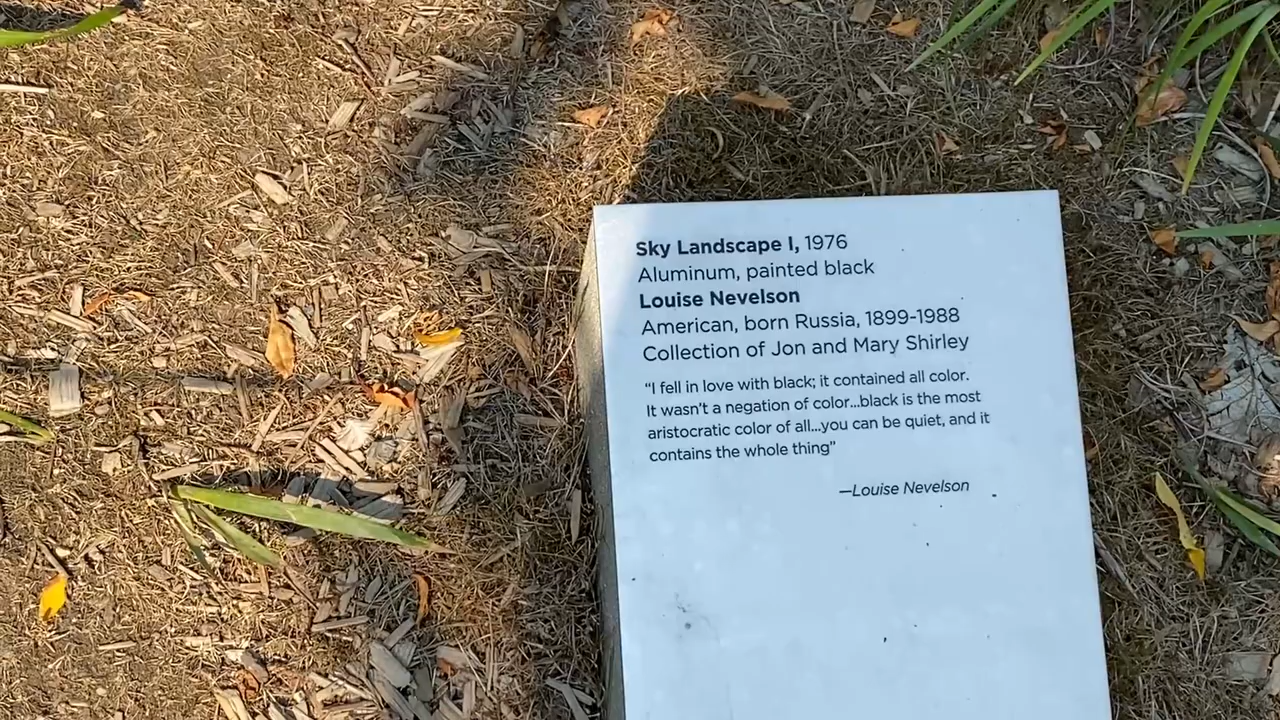 Sky Landscape I, 1976
Aluminum, painted black
Louise Nevelson
American, born Russia, 1899-1988
Collection of Jon and Mary Shirley
“I fell in love with black; it contained all color.
It wasn’t a negation of color...black is the most
aristocratic color of all...you can be quiet, and it
contains the whole thing”
—Louise Nevelson